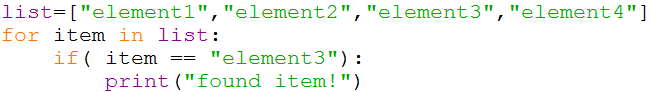 list=["element1","element2","element3","element4"]
for item in list:
    if( item == "element3"):
        print("found item!")